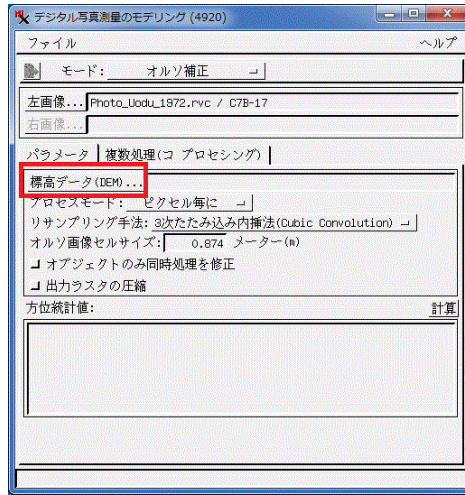 デジタル写真測量のモデリング (4920)
ファイル ヘルプ
モード: オルソ補正
左画像... Photo_Uodu_1972.rvc / C7B-17
右画像...
パラメータ 複数処理(コ プロセシング)
標高データ(DEM)...
プロセスモード: ピクセル毎に
リサンプリング手法: 3次たたみ込み内挿法(Cubic Convolution)
オルソ画像セルサイズ: 0.874 メーター(m)
オブジェクトのみ同時処理を修正
出力ラスタの圧縮
方位統計値: 計算